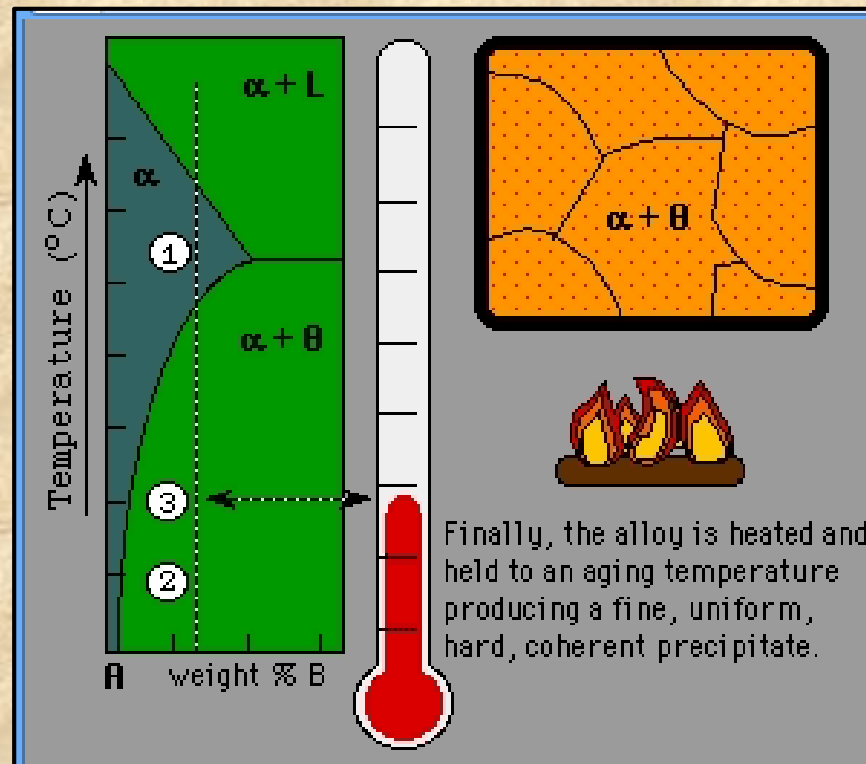 α + L
α
1
α + θ
3
2
Temperature (°C)
A
weight % B
α + θ
Finally, the alloy is heated and
held to an aging temperature
producing a fine, uniform,
hard, coherent precipitate.